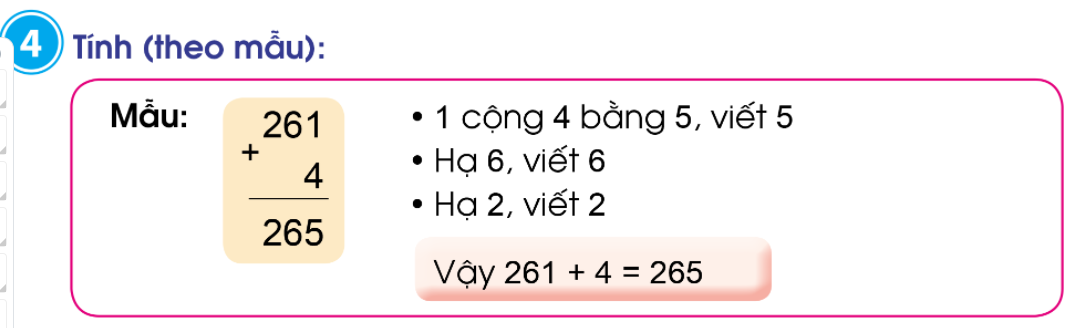 4 Tính (theo mẫu):
Mẫu:
261
+
4
265
• 1 cộng 4 bằng 5, viết 5
• Hạ 6, viết 6
• Hạ 2, viết 2
Vậy 261 + 4 = 265